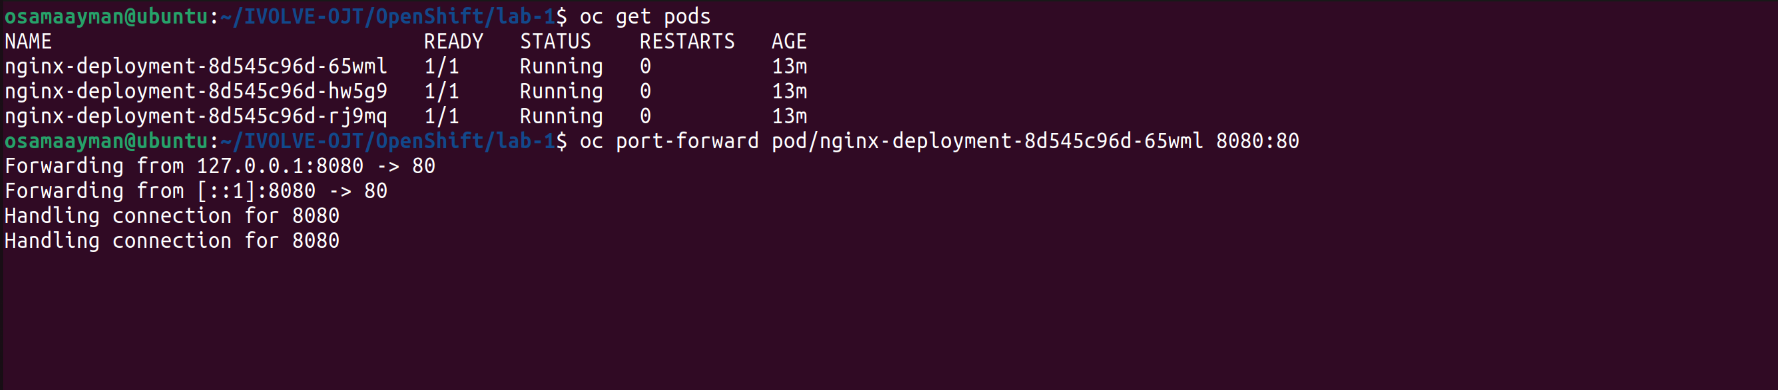 osamaayman@ubuntu:~/IVOLVE-OJT/OpenShift/lab-1$ oc get pods
NAME                               READY   STATUS    RESTARTS   AGE
nginx-deployment-8d545c96d-65wml   1/1     Running   0          13m
nginx-deployment-8d545c96d-hw5g9   1/1     Running   0          13m
nginx-deployment-8d545c96d-rj9mq   1/1     Running   0          13m
osamaayman@ubuntu:~/IVOLVE-OJT/OpenShift/lab-1$ oc port-forward pod/nginx-deployment-8d545c96d-65wml 8080:80
Forwarding from 127.0.0.1:8080 -> 80
Forwarding from [::1]:8080 -> 80
Handling connection for 8080
Handling connection for 8080